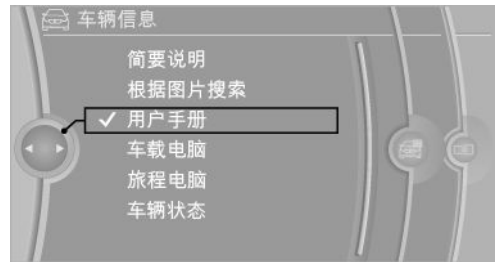 车辆信息
简要说明
根据图片搜索
用户手册
车载电脑
旅程电脑
车辆状态